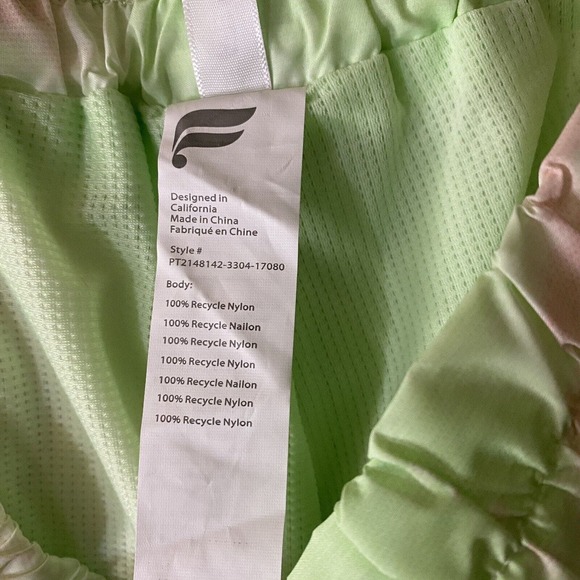 Designed in
California
Made in China
Fabriqué en Chine
Style #
PT2148142-3304-17080
Body:
100% Recycle Nylon
100% Recycle Nailon
100% Recycle Nylon
100% Recycle Nylon
100% Recycle Nailon
100% Recycle Nylon
100% Recycle Nylon